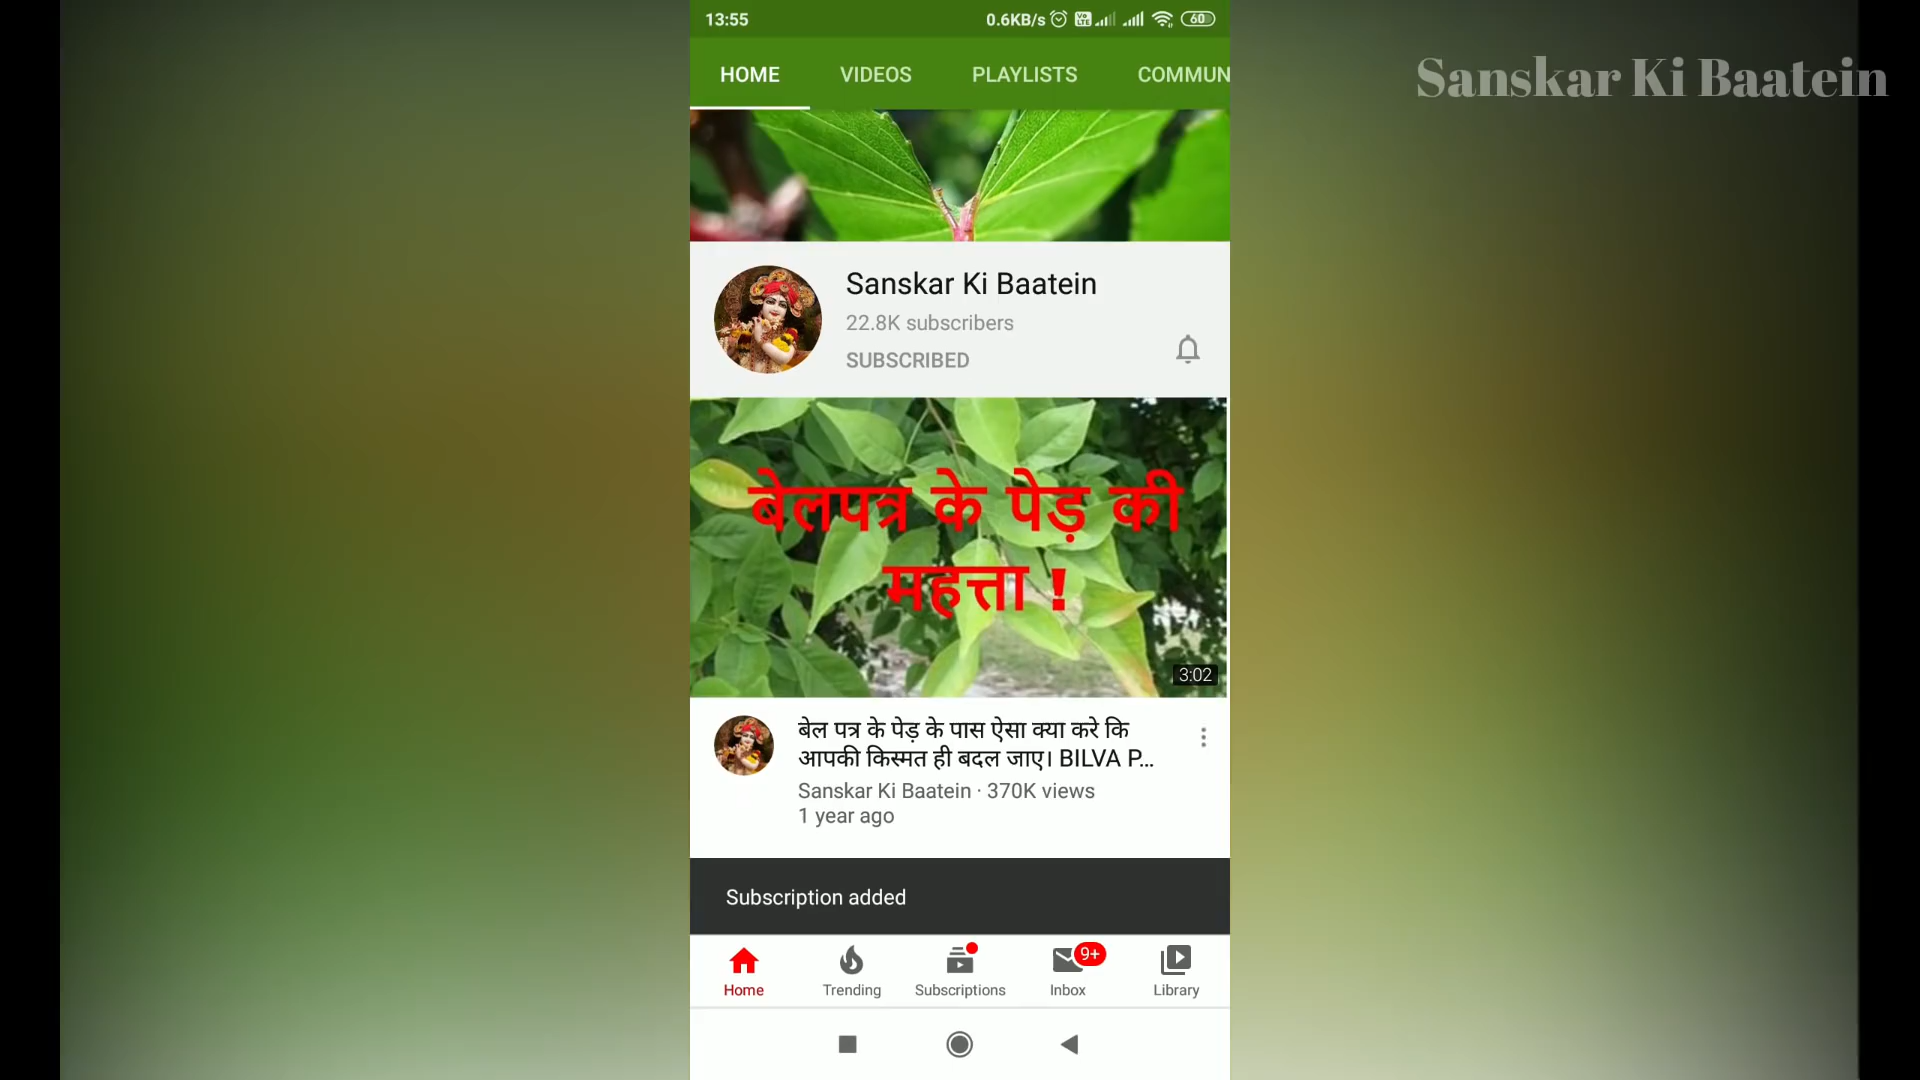 13:55 0.6KB/s Vo LTE 60
Sanskar Ki Baatein
HOME VIDEOS PLAYLISTS COMMUN
Sanskar Ki Baatein
22.8K subscribers
SUBSCRIBED
बेलपत्र के पेड़ की
महत्ता !
3:02
बेल पत्र के पेड़ के पास ऐसा क्या करे कि
आपकी किस्मत ही बदल जाए। BILVA P...
Sanskar Ki Baatein · 370K views
1 year ago
Subscription added
9+
Home Trending Subscriptions Inbox Library